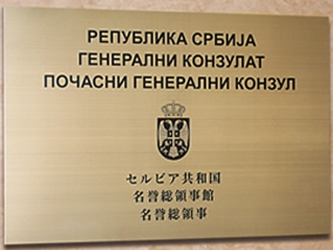 РЕПУБЛИКА СРБИЈА
ГЕНЕРАЛНИ КОНЗУЛАТ
ПОЧАСНИ ГЕНЕРАЛНИ КОНЗУЛ
セルビア共和国
名誉総領事館
名誉総領事